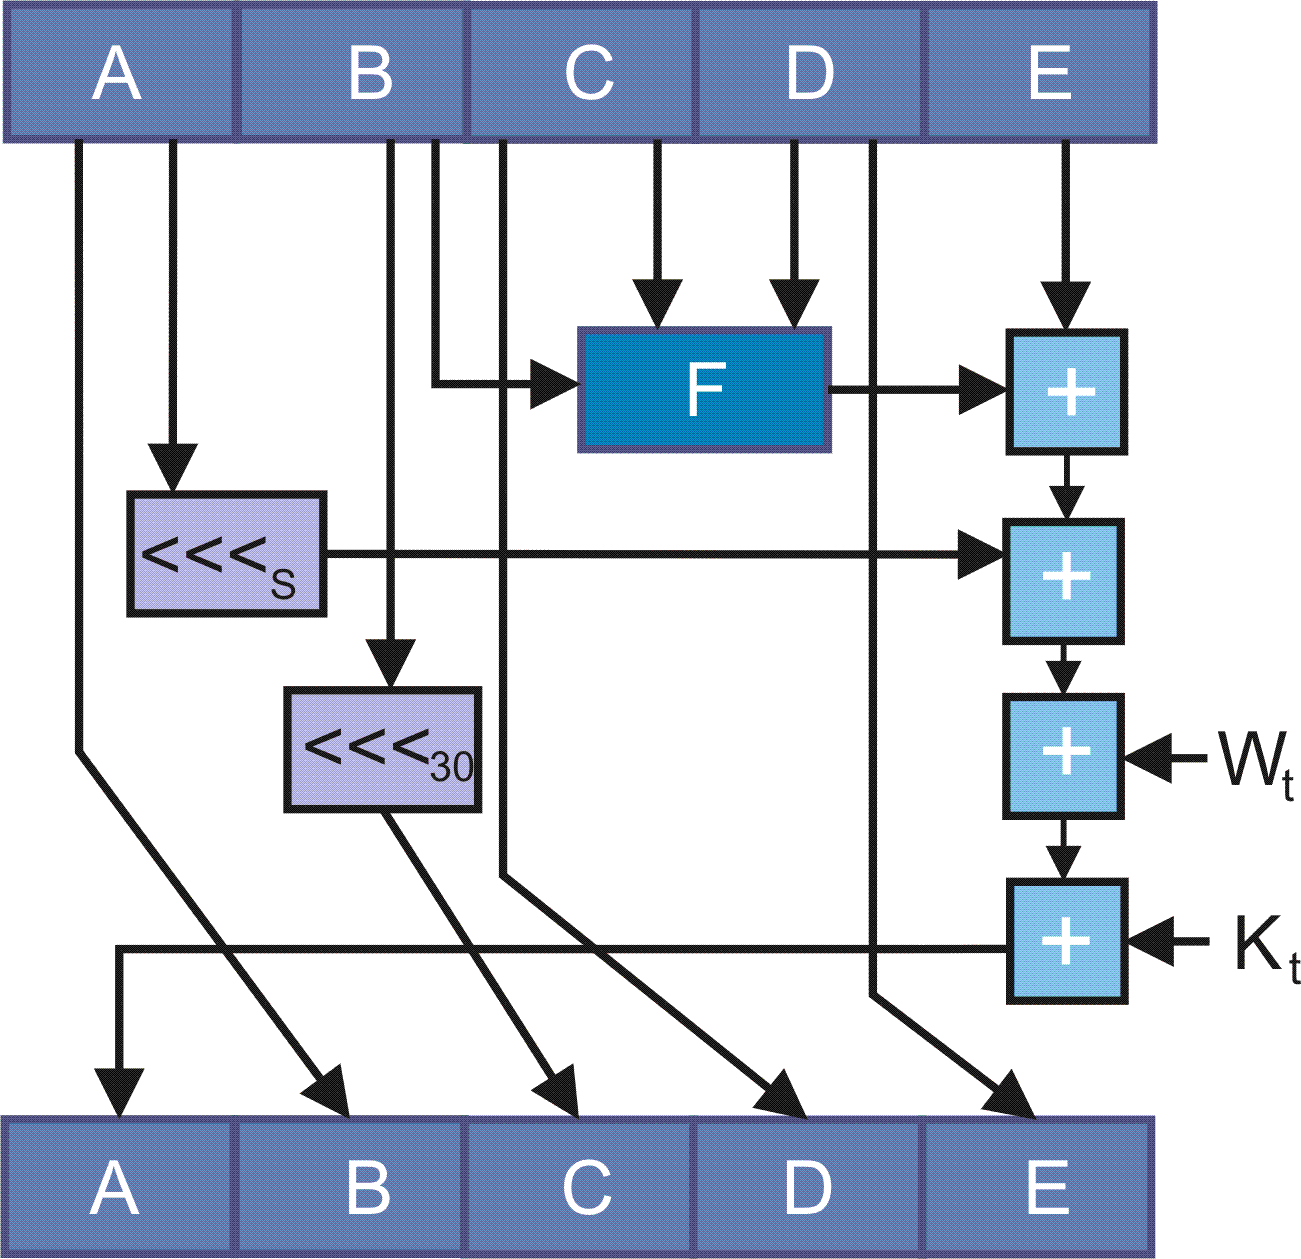 A B C D E
F +
<<<S +
<<<30 + Wt
+ Kt
A B C D E